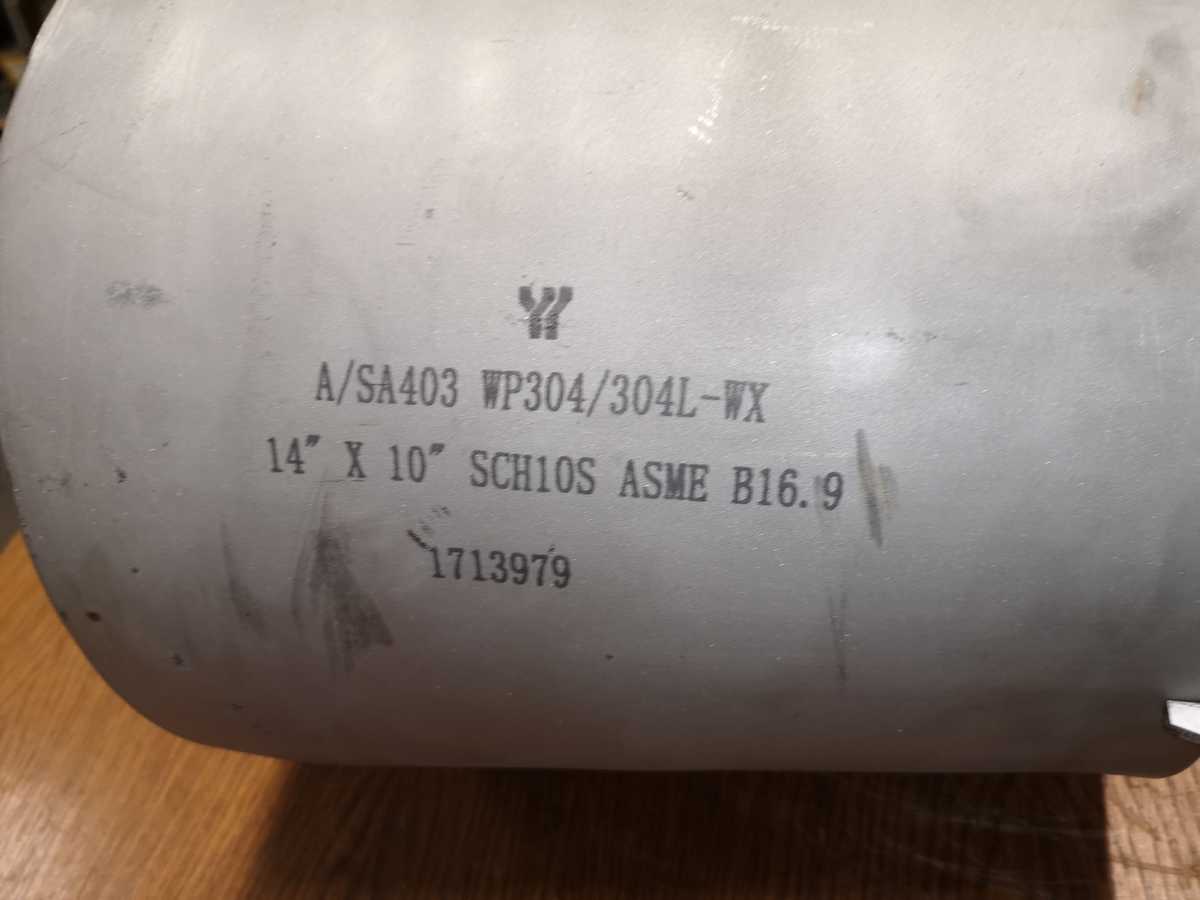 A/SA403 WP304/304L-WX
14" X 10" SCH10S ASME B16.9
1713979